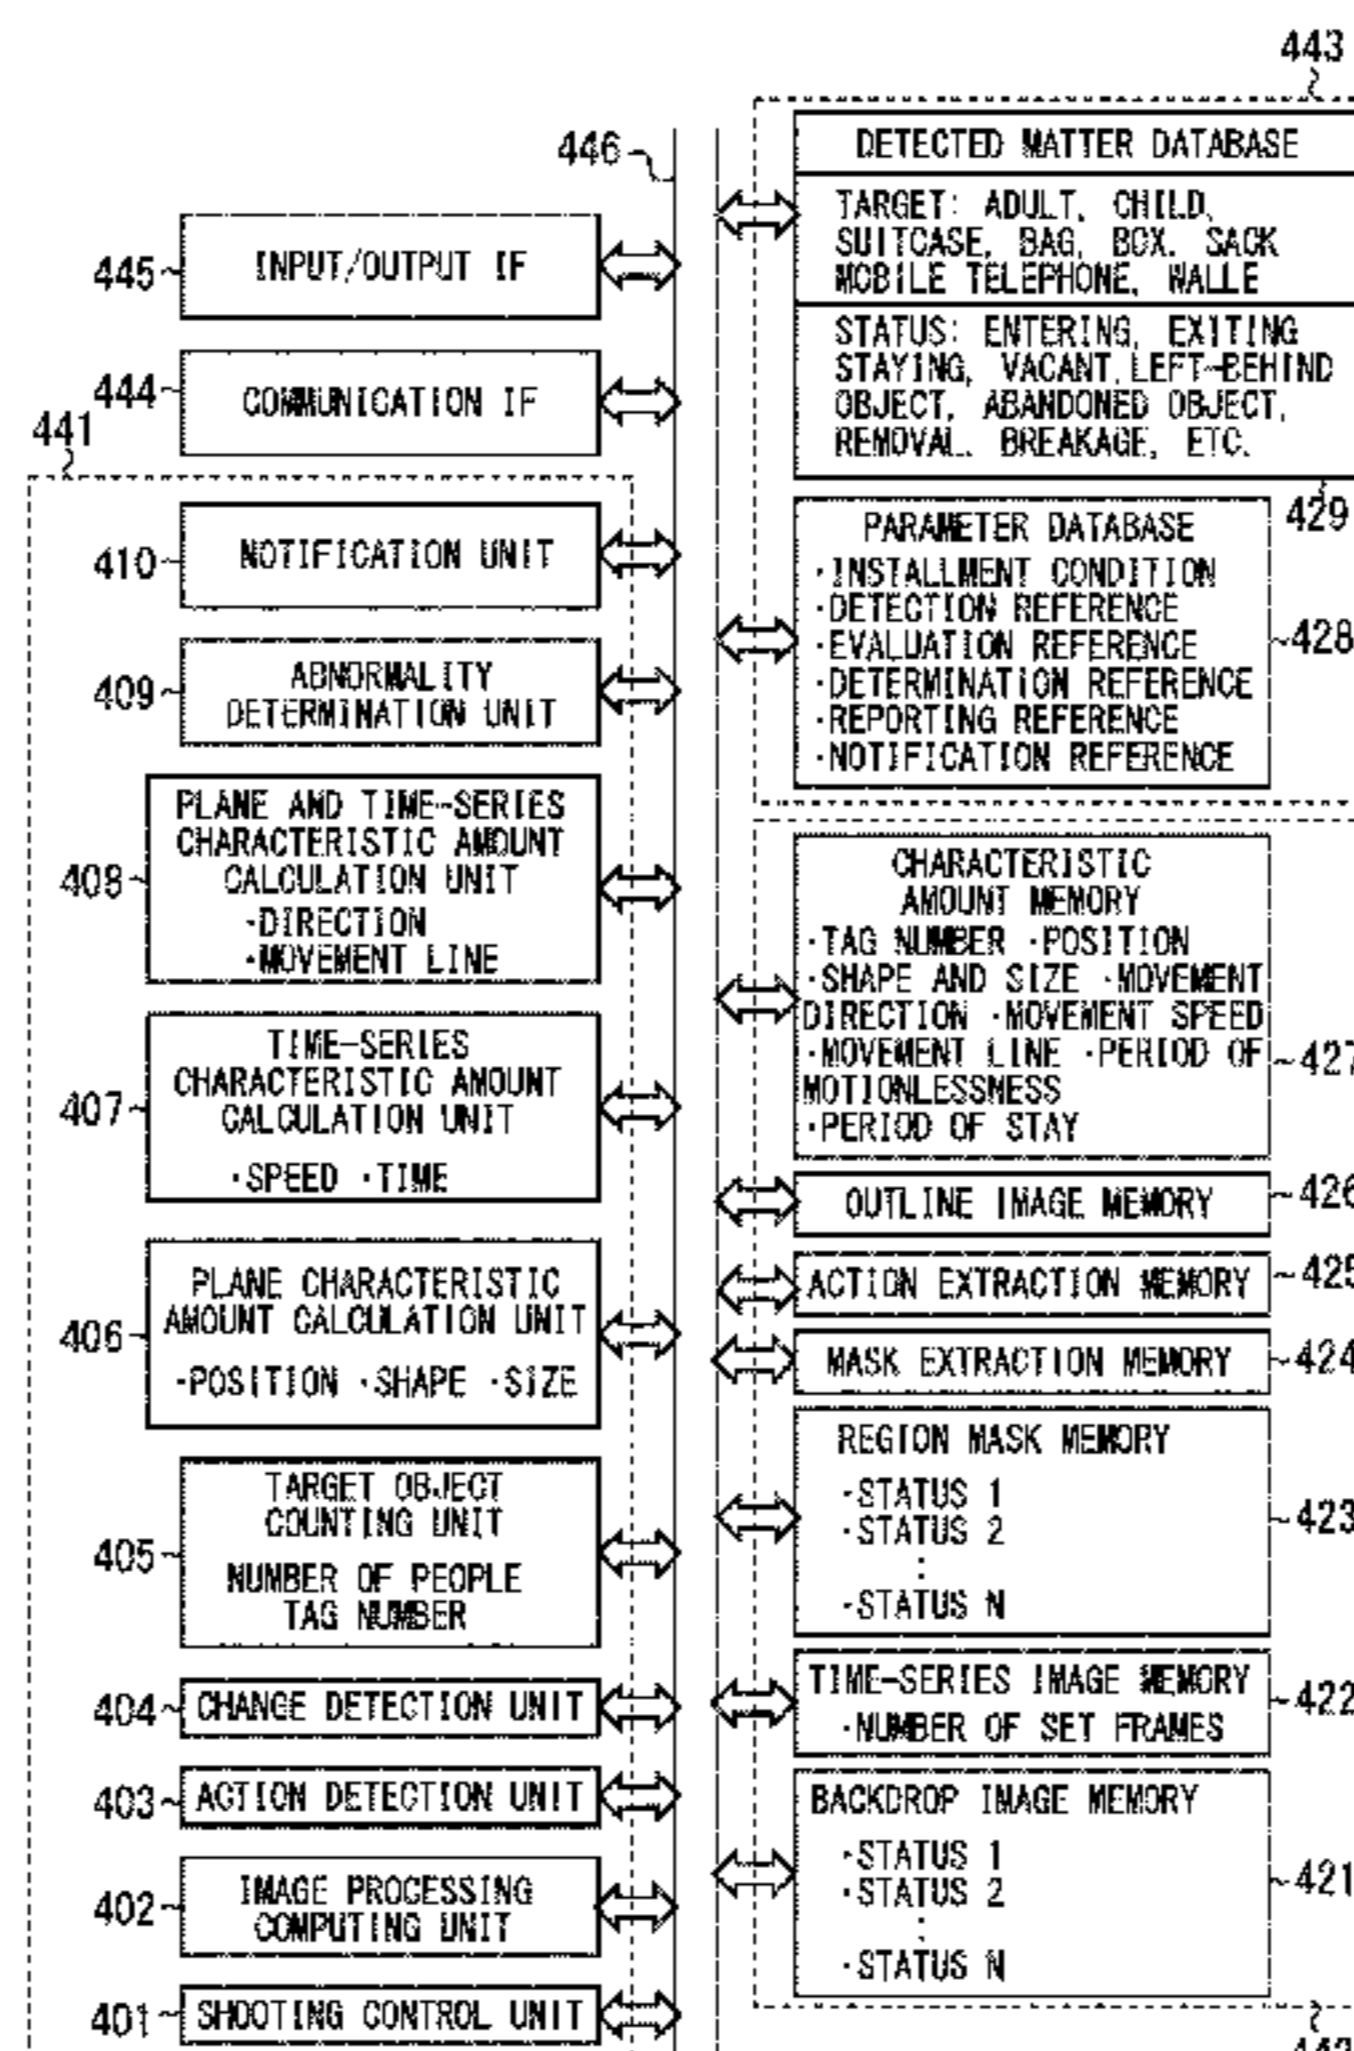 443
446
DETECTED MATTER DATABASE
TARGET: ADULT, CHILD,
SUITCASE, BAG, BOX, SACK
MOBILE TELEPHONE, WALLE
STATUS: ENTERING, EXITING
STAYING, VACANT, LEFT-BEHIND
OBJECT, ABANDONED OBJECT,
REMOVAL, BREAKAGE, ETC.
429
PARAMETER DATABASE
·INSTALLMENT CONDITION
·DETECTION REFERENCE
·EVALUATION REFERENCE
·DETERMINATION REFERENCE
·REPORTING REFERENCE
·NOTIFICATION REFERENCE
428
445
INPUT/OUTPUT IF
444
COMMUNICATION IF
441
410
NOTIFICATION UNIT
409
ABNORMALITY
DETERMINATION UNIT
408
PLANE AND TIME-SERIES
CHARACTERISTIC AMOUNT
CALCULATION UNIT
·DIRECTION
·MOVEMENT LINE
407
TIME-SERIES
CHARACTERISTIC AMOUNT
CALCULATION UNIT
·SPEED ·TIME
406
PLANE CHARACTERISTIC
AMOUNT CALCULATION UNIT
·POSITION ·SHAPE ·SIZE
405
TARGET OBJECT
COUNTING UNIT
NUMBER OF PEOPLE
TAG NUMBER
404
CHANGE DETECTION UNIT
403
ACTION DETECTION UNIT
402
IMAGE PROCESSING
COMPUTING UNIT
401
SHOOTING CONTROL UNIT
CHARACTERISTIC
AMOUNT MEMORY
·TAG NUMBER ·POSITION
·SHAPE AND SIZE ·MOVEMENT
DIRECTION ·MOVEMENT SPEED
·MOVEMENT LINE ·PERIOD OF
MOTIONLESSNESS
·PERIOD OF STAY
427
OUTLINE IMAGE MEMORY
426
ACTION EXTRACTION MEMORY
425
MASK EXTRACTION MEMORY
424
REGION MASK MEMORY
·STATUS 1
·STATUS 2
·STATUS N
423
TIME-SERIES IMAGE MEMORY
·NUMBER OF SET FRAMES
422
BACKDROP IMAGE MEMORY
·STATUS 1
·STATUS 2
·STATUS N
421